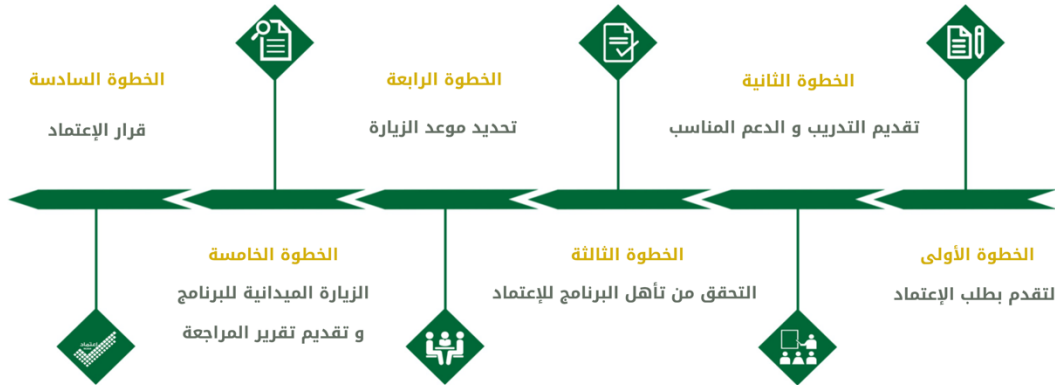 الخطوة الأولى
لتقدم بطلب الإعتماد
الخطوة الثانية
تقديم التدريب و الدعم المناسب
الخطوة الثالثة
التحقق من تأهل البرنامج للإعتماد
الخطوة الرابعة
تحديد موعد الزيارة
الخطوة الخامسة
الزيارة الميدانية للبرنامج
و تقديم تقرير المراجعة
الخطوة السادسة
قرار الإعتماد
إعتماد